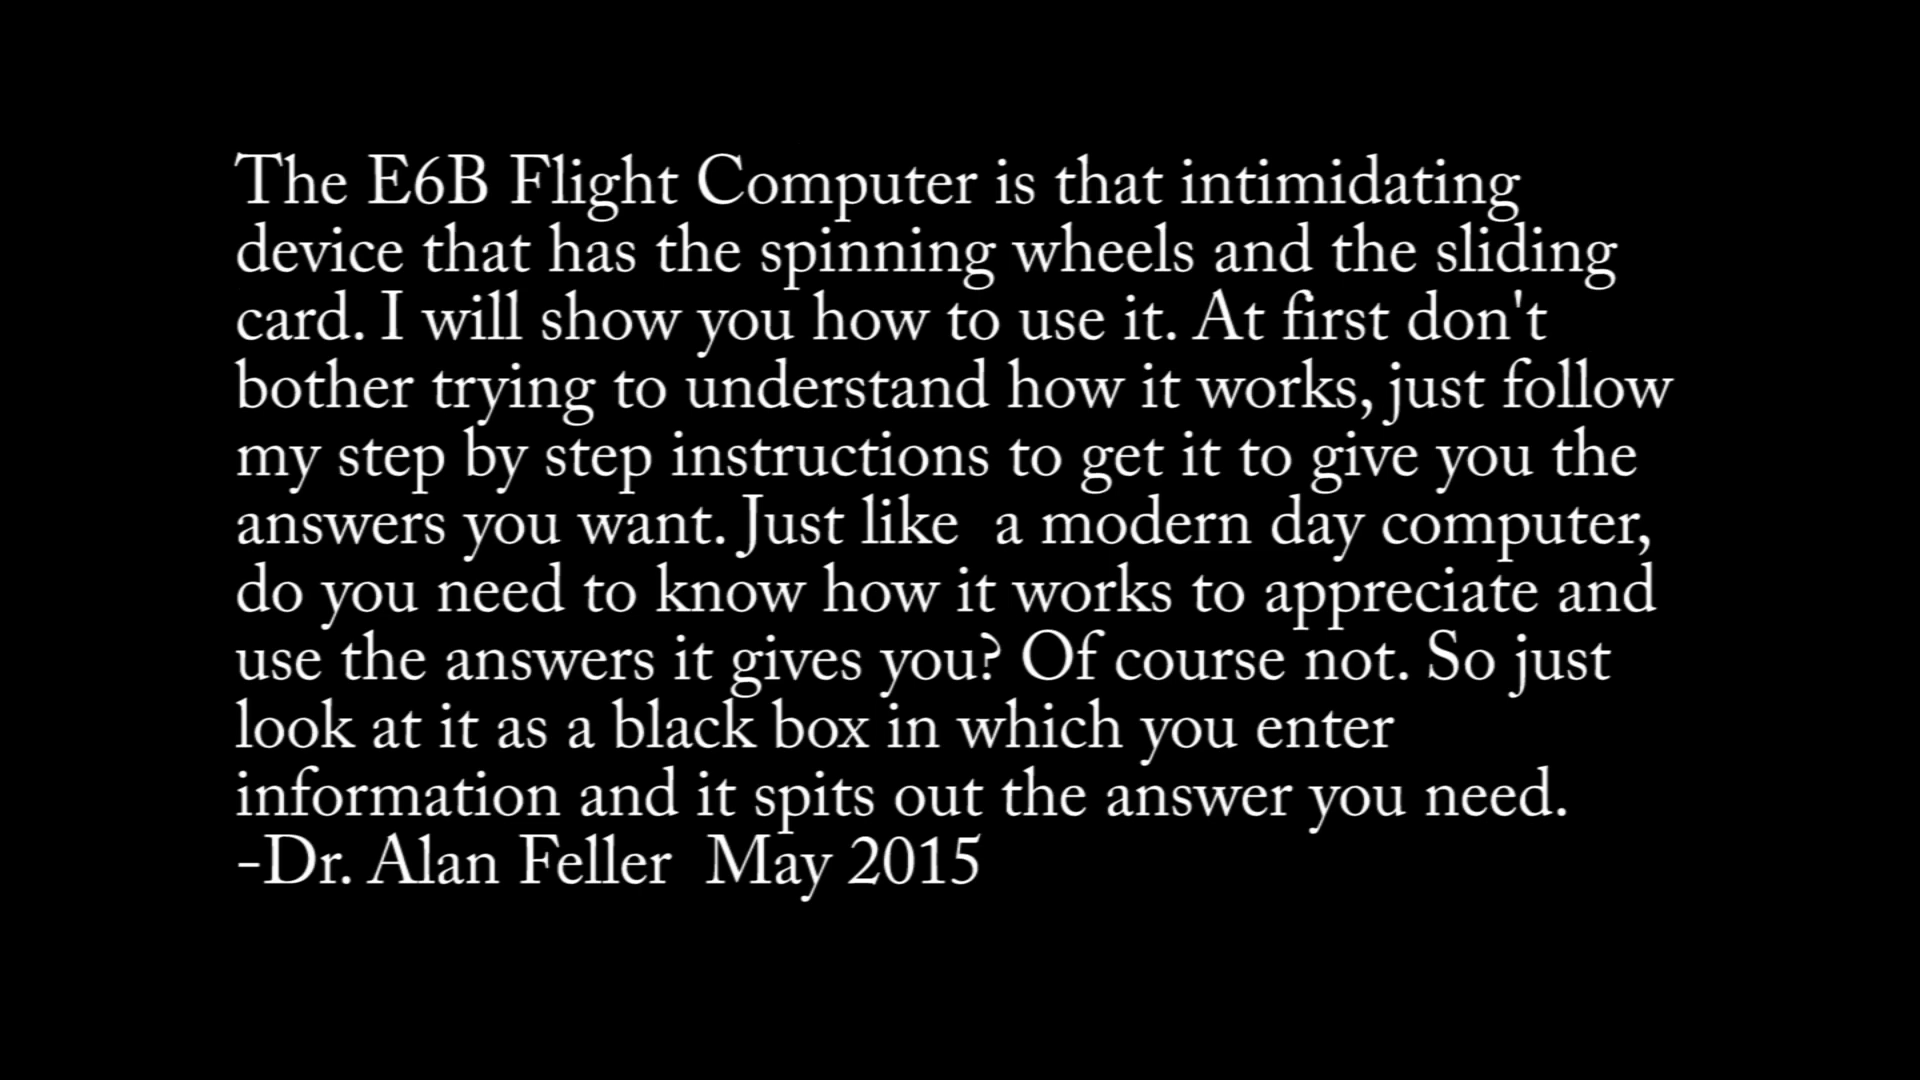 The E6B Flight Computer is that intimidating
device that has the spinning wheels and the sliding
card. I will show you how to use it. At first don't
bother trying to understand how it works, just follow
my step by step instructions to get it to give you the
answers you want. Just like  a modern day computer,
do you need to know how it works to appreciate and
use the answers it gives you? Of course not. So just
look at it as a black box in which you enter
information and it spits out the answer you need.
-Dr. Alan Feller  May 2015